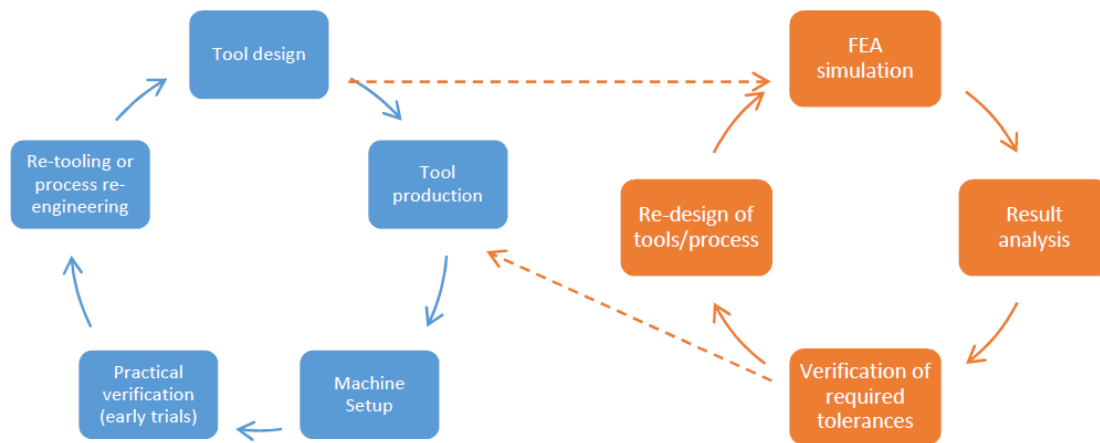 Tool design
Tool
production
Machine
Setup
Practical
verification
(early trials)
Re-tooling or
process re-
engineering
FEA
simulation
Result
analysis
Verification of
required
tolerances
Re-design of
tools/process